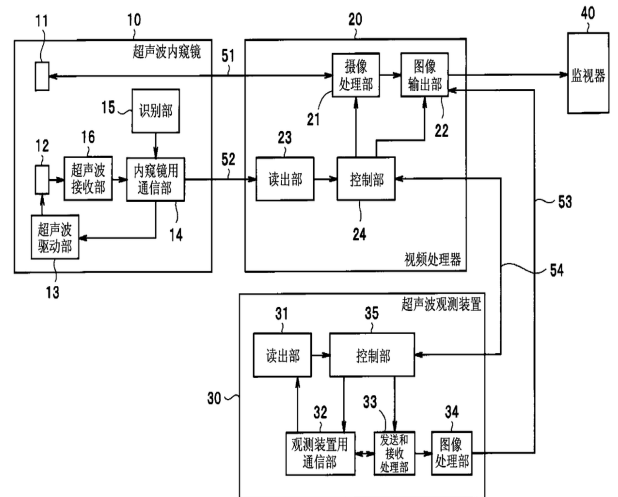 10
超声波内窥镜
11
51
15
识别部
12
16
超声波
接收部
内窥镜用
通信部
14
52
超声波
驱动部
13
20
摄像
处理部
21
图像
输出部
22
23
读出部
控制部
24
视频处理器
40
监视器
53
54
超声波观测装置
31
读出部
35
控制部
30
32
观测装置用
通信部
33
发送和
接收
处理部
34
图像
处理部